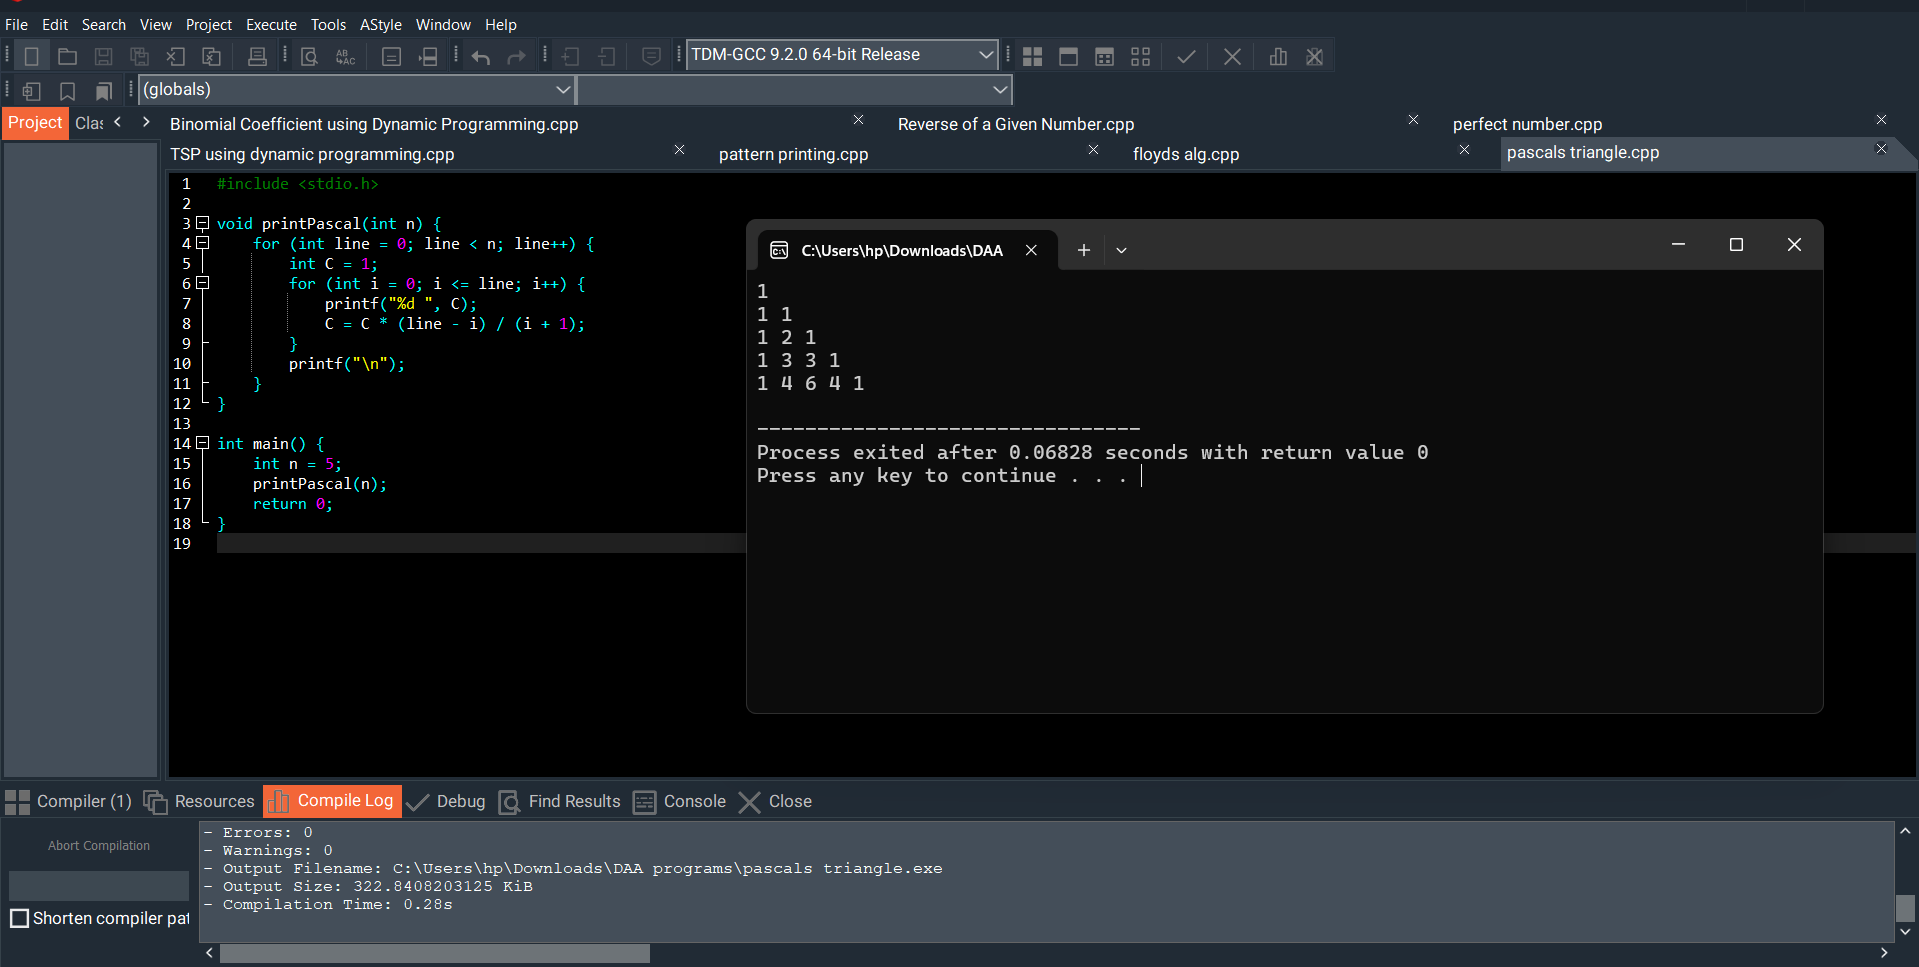 File Edit Search View Project Execute Tools AStyle Window Help
TDM-GCC 9.2.0 64-bit Release
(globals)
Project Clas
Binomial Coefficient using Dynamic Programming.cpp
Reverse of a Given Number.cpp
perfect number.cpp
TSP using dynamic programming.cpp
pattern printing.cpp
floyds alg.cpp
pascals triangle.cpp
1 #include <stdio.h>
2
3 void printPascal(int n) {
4     for (int line = 0; line < n; line++) {
5         int C = 1;
6         for (int i = 0; i <= line; i++) {
7             printf("%d ", C);
8             C = C * (line - i) / (i + 1);
9         }
10         printf("\n");
11     }
12 }
13
14 int main() {
15     int n = 5;
16     printPascal(n);
17     return 0;
18 }
19
C:\Users\hp\Downloads\DAA
1
1 1
1 2 1
1 3 3 1
1 4 6 4 1
--------------------------------
Process exited after 0.06828 seconds with return value 0
Press any key to continue . . .
Compiler (1) Resources Compile Log Debug Find Results Console Close
Abort Compilation
Shorten compiler pat
- Errors: 0
- Warnings: 0
- Output Filename: C:\Users\hp\Downloads\DAA programs\pascals triangle.exe
- Output Size: 322.8408203125 KiB
- Compilation Time: 0.28s